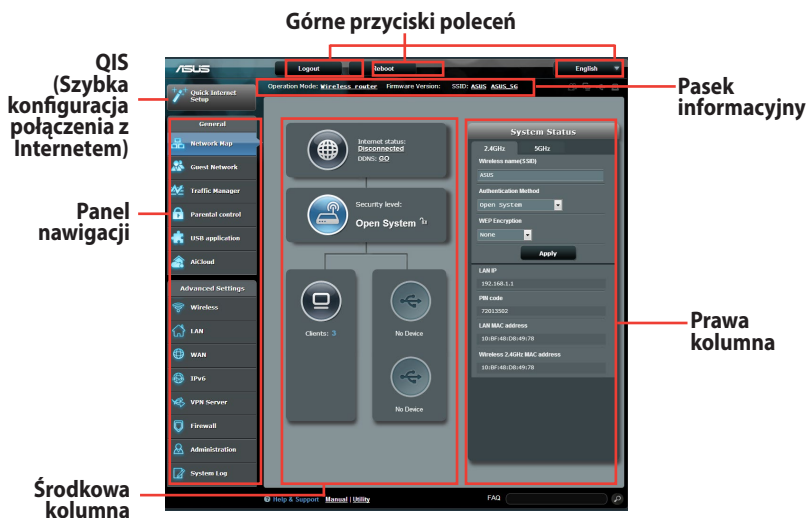 Górne przyciski poleceń
QIS
(Szybka
konfiguracja
połączenia z
Internetem)
Panel
nawigacji
Środkowa
kolumna
Pasek
informacyjny
Prawa
kolumna
ASUS
Logout
Reboot
English
Quick Internet
Setup
Operation Mode: Wireless router Firmware Version: SSID: ASUS ASUS_5G
General
Network Map
Guest Network
Traffic Manager
Parental control
USB application
AiCloud
Advanced Settings
Wireless
LAN
WAN
IPv6
VPN Server
Firewall
Administration
System Log
Internet status:
Disconnected
DDNS: GO
Security level:
Open System
Clients: 3
No Device
No Device
System Status
2.4GHz 5GHz
Wireless name(SSID)
ASUS
Authentication Method
Open System
WEP Encryption
None
Apply
LAN IP
192.168.1.1
PIN code
72013502
LAN MAC address
10:BF:48:D8:49:78
Wireless 2.4GHz MAC address
10:BF:48:D8:49:78
Help & Support Manual | Utility
FAQ